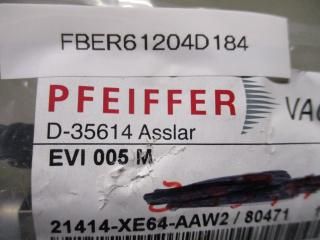 FBER61204D184
PFEIFFER
D-35614 Asslar
EVI 005 M
21414-XE64-AAW2 / 80471